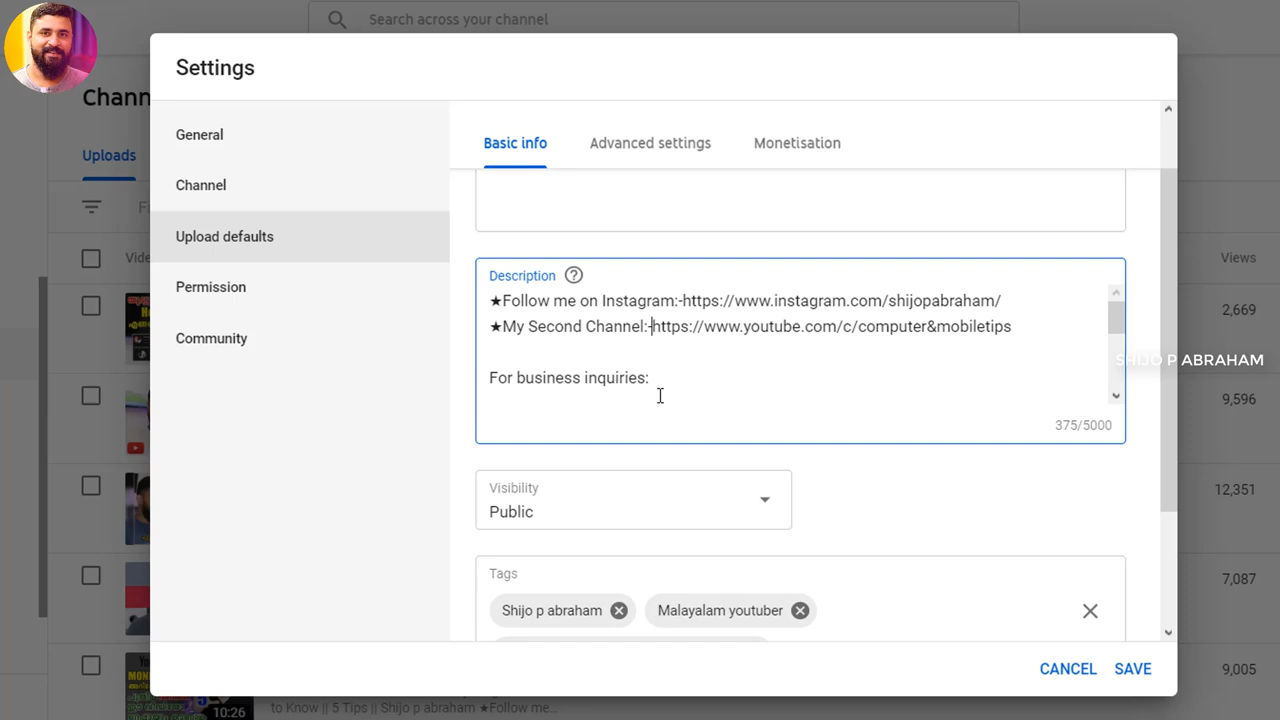 Search across your channel
Settings
Chann
General
Basic info
Advanced settings
Monetisation
Uploads
Channel
Upload defaults
Permission
Community
Vide
Views
Description
★Follow me on Instagram:-https://www.instagram.com/shijopabraham/
★My Second Channel:-https://www.youtube.com/c/computer&mobiletips
For business inquiries:
375/5000
SHIJO P ABRAHAM
2,669
9,596
12,351
7,087
9,005
Visibility
Public
Tags
Shijo p abraham
Malayalam youtuber
CANCEL
SAVE
10:26
to Know || 5 Tips || Shijo p abraham ★Follow me...